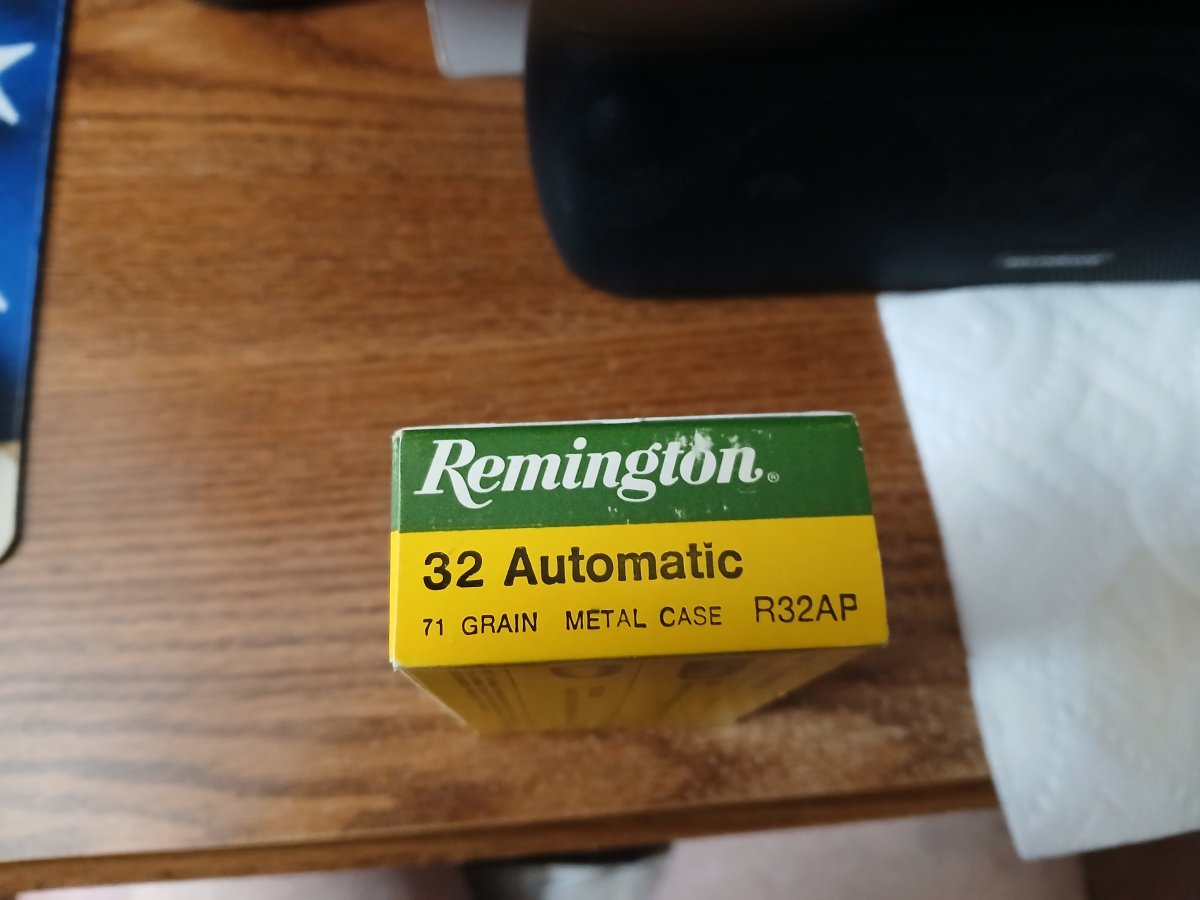 Remington®
32 Automatic
71 GRAIN METAL CASE R32AP